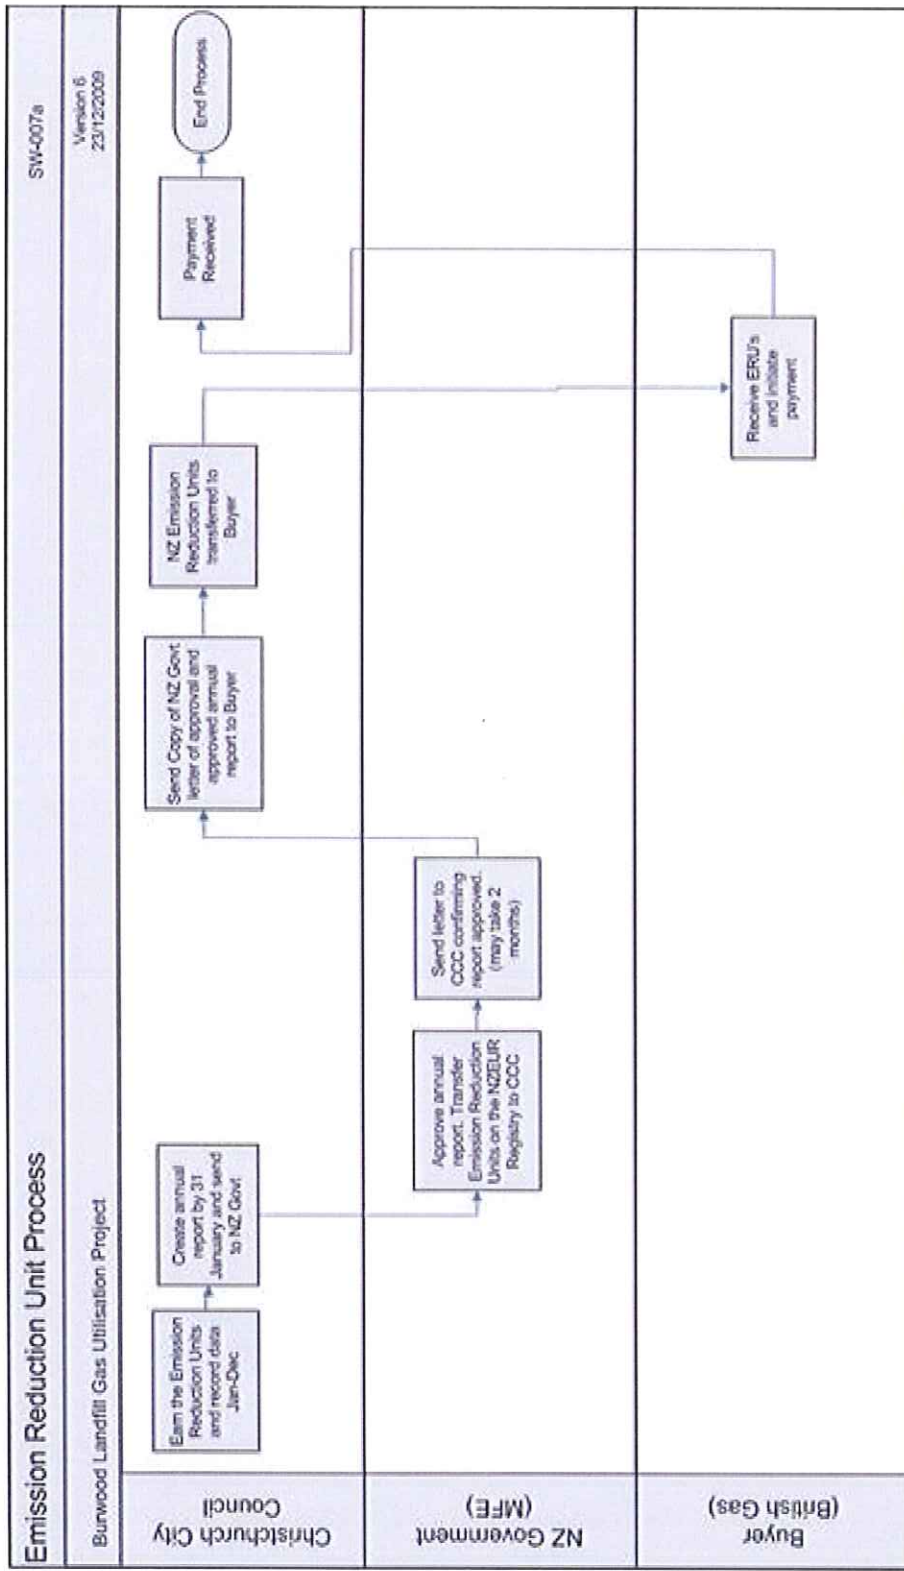 Emission Reduction Unit Process
SW-007a
Burwood Landfill Gas Utilisation Project
Version 6
23/12/2009
Christchurch City
Council
Earn the Emission
Reduction Units
and record data
Jan-Dec
Create annual
report by 31
January and send
to NZ Govt
Send Copy of NZ Govt
letter of approval and
approved annual
report to Buyer
NZ Emission
Reduction Units
transferred to
Buyer
Payment
Received
End Process
NZ Government
(MFE)
Approve annual
report. Transfer
Emission Reduction
Units on the NZEUR
Registry to CCC
Send letter to
CCC confirming
report approved.
(may take 2
months)
Buyer
(British Gas)
Receive ERU's
and initiate
payment